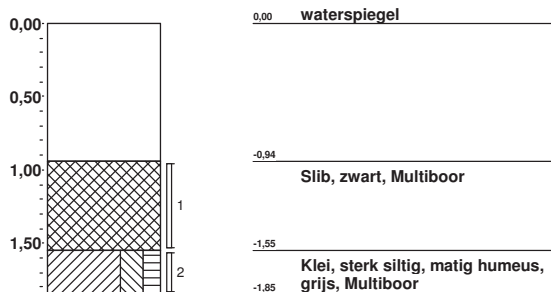 0,00
0,50
1,00
1,50
1
2
0,00 waterspiegel
-0,94
Slib, zwart, Multiboor
-1,55
Klei, sterk siltig, matig humeus,
-1,85 grijs, Multiboor